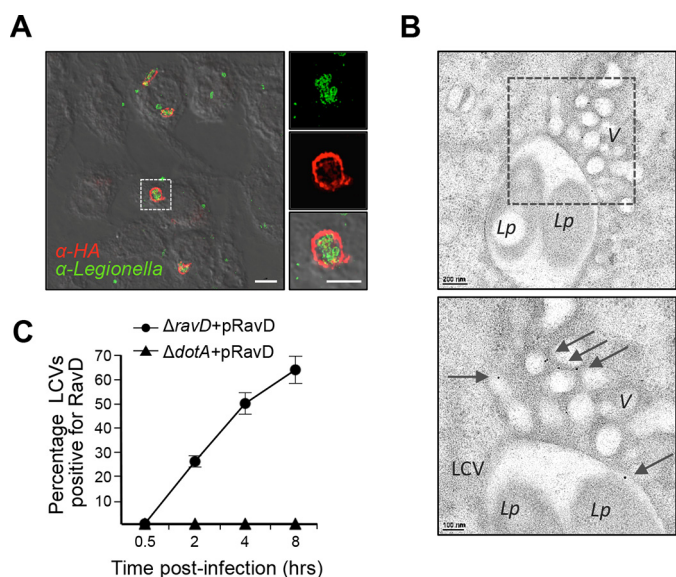 A
α-HA
α-Legionella
B
V
Lp
Lp
200 nm
V
LCV
Lp
Lp
100 nm
C
ΔravD+pRavD
ΔdotA+pRavD
Percentage LCVs
positive for RavD
70
60
50
40
30
20
10
0.5 2 4 8
Time post-infection (hrs)